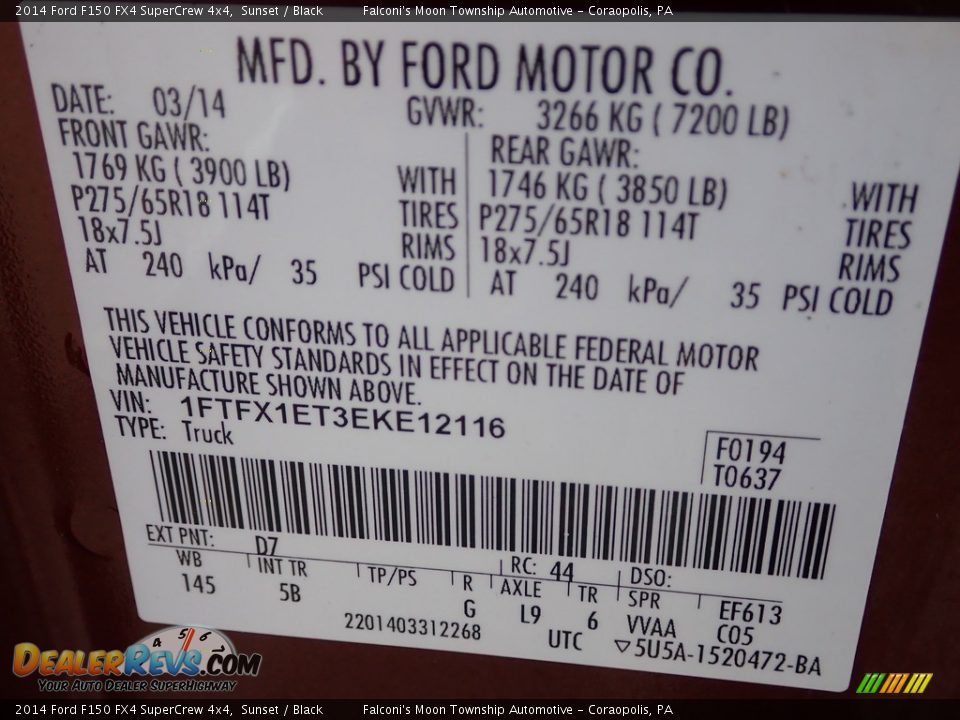 2014 Ford F150 FX4 SuperCrew 4x4, Sunset / Black Falconi's Moon Township Automotive - Coraopolis, PA
MFD. BY FORD MOTOR CO.
DATE: 03/14 GVWR: 3266 KG ( 7200 LB)
FRONT GAWR: REAR GAWR:
1769 KG ( 3900 LB) WITH 1746 KG ( 3850 LB) WITH
P275/65R18 114T TIRES P275/65R18 114T TIRES
18x7.5J RIMS 18x7.5J RIMS
AT 240 kPa/ 35 PSI COLD AT 240 kPa/ 35 PSI COLD
THIS VEHICLE CONFORMS TO ALL APPLICABLE FEDERAL MOTOR
VEHICLE SAFETY STANDARDS IN EFFECT ON THE DATE OF
MANUFACTURE SHOWN ABOVE.
VIN: 1FTFX1ET3EKE12116
TYPE: Truck
F0194
T0637
EXT PNT: D7 RC: 44 DSO:
WB INT TR TP/PS R AXLE TR SPR EF613
145 5B G L9 6 VVAA C05
2201403312268 UTC ▽5U5A-1520472-BA
4 5 6
DEALERREVS.COM
Your Auto Dealer SuperHighway
2014 Ford F150 FX4 SuperCrew 4x4, Sunset / Black Falconi's Moon Township Automotive - Coraopolis, PA